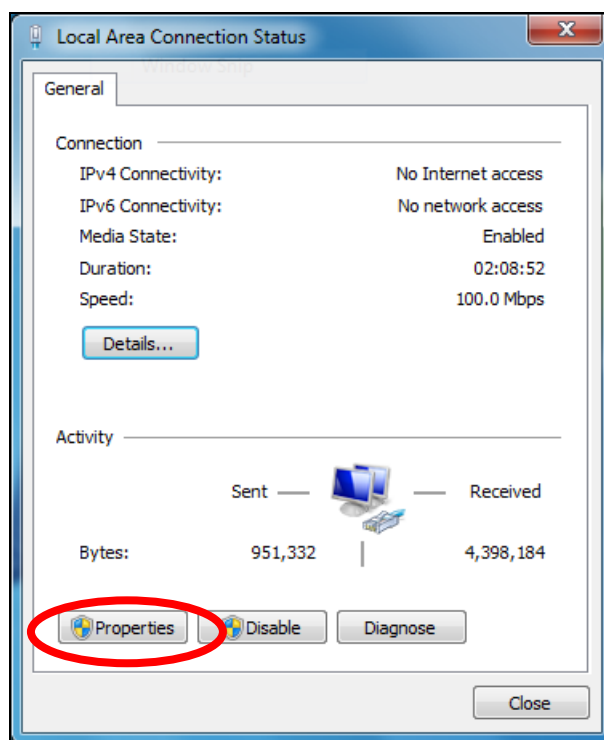 Local Area Connection Status
Window Snip
General
Connection
IPv4 Connectivity: No Internet access
IPv6 Connectivity: No network access
Media State: Enabled
Duration: 02:08:52
Speed: 100.0 Mbps
Details...
Activity
Sent Received
Bytes: 951,332 4,398,184
Properties Disable Diagnose
Close